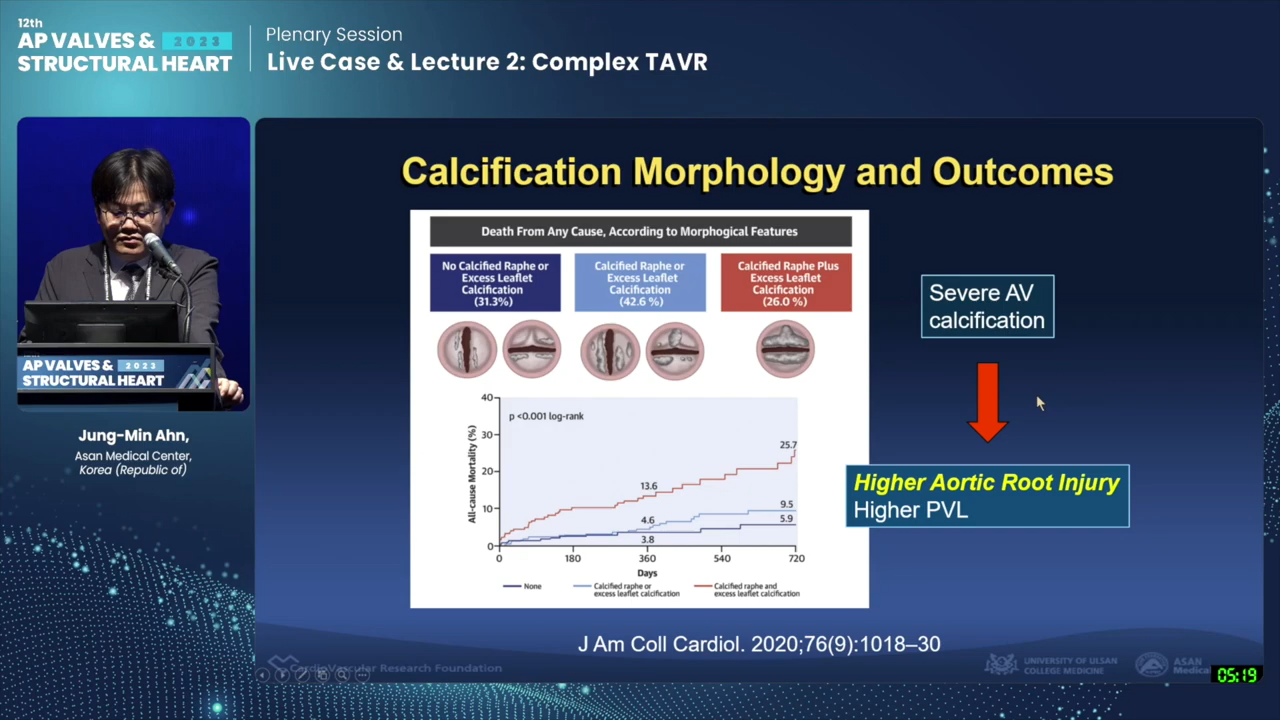 12th
AP VALVES & 2023
STRUCTURAL HEART
Plenary Session
Live Case & Lecture 2: Complex TAVR
AP VALVES & 2023
STRUCTURAL HEART
Jung-Min Ahn,
Asan Medical Center,
Korea (Republic of)
Calcification Morphology and Outcomes
Death From Any Cause, According to Morphogical Features
No Calcified Raphe or
Excess Leaflet
Calcification
(31.3%)
Calcified Raphe or
Excess Leaflet
Calcification
(42.6 %)
Calcified Raphe Plus
Excess Leaflet
Calcification
(26.0 %)
All-cause Mortality (%)
40
30
20
10
0
p <0.001 log-rank
25.7
13.6
9.5
4.6
5.9
3.8
0 180 360 540 720
Days
None
Calcified raphe or
excess leaflet calcification
Calcified raphe and
excess leaflet calcification
Severe AV
calcification
Higher Aortic Root Injury
Higher PVL
J Am Coll Cardiol. 2020;76(9):1018–30
CardioVascular Research Foundation
UNIVERSITY OF ULSAN
COLLEGE MEDICINE
ASAN
Medical
05:19